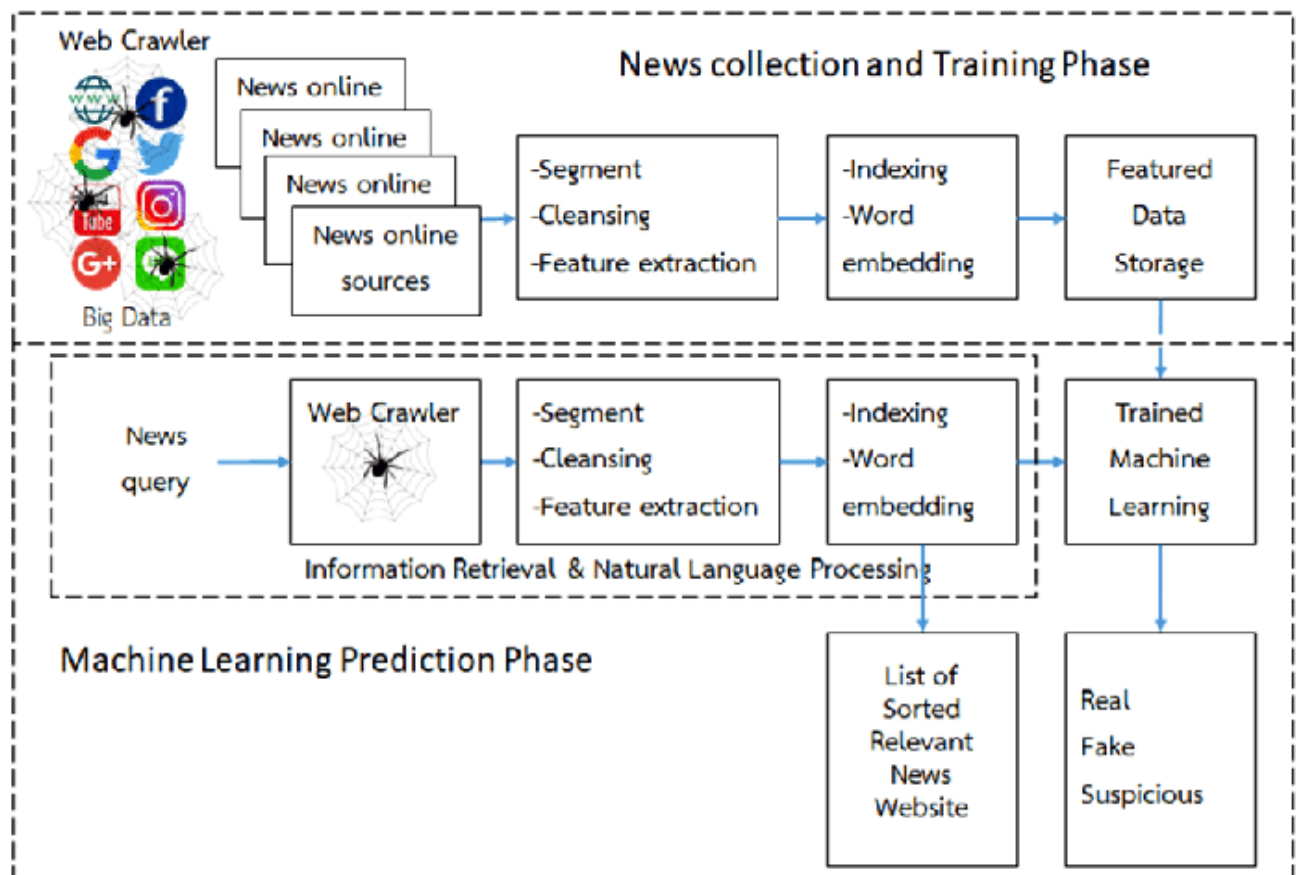 Web Crawler
News collection and Training Phase
www
f
G
Tube
G+
Big Data
News online
News online
News online
News online
sources
-Segment
-Cleansing
-Feature extraction
-Indexing
-Word
embedding
Featured
Data
Storage
News
query
Web Crawler
-Segment
-Cleansing
-Feature extraction
-Indexing
-Word
embedding
Trained
Machine
Learning
Information Retrieval & Natural Language Processing
Machine Learning Prediction Phase
List of
Sorted
Relevant
News
Website
Real
Fake
Suspicious